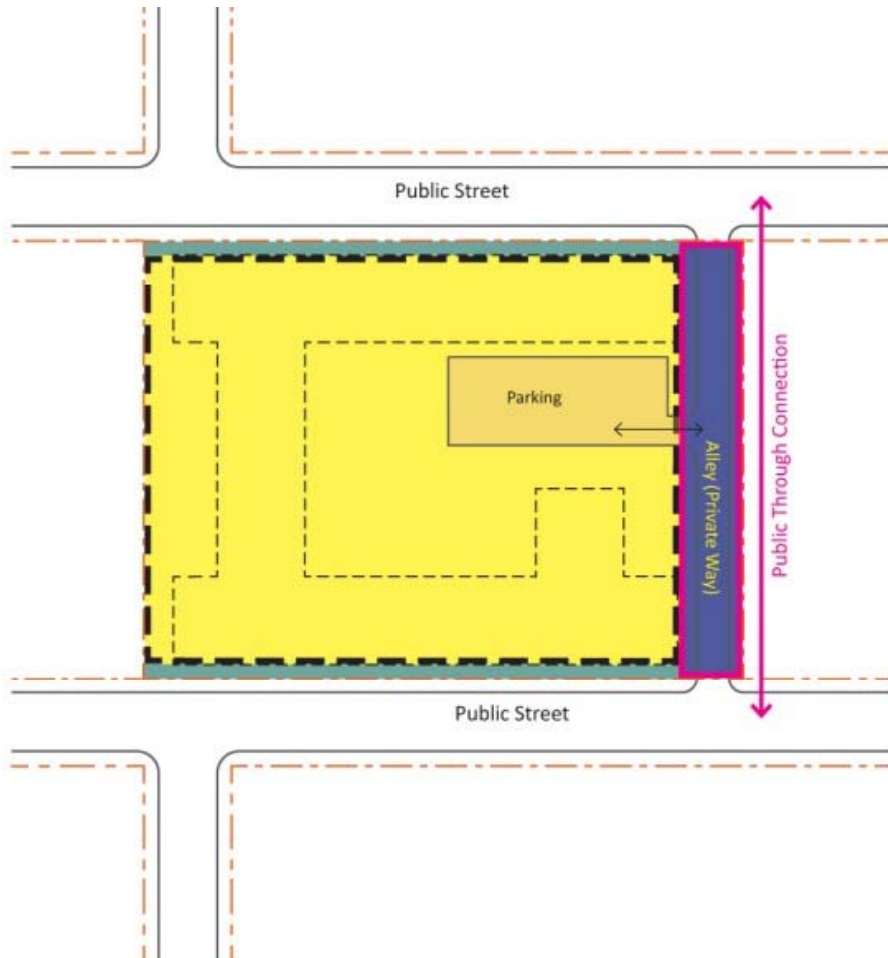 Public Street
Parking
Alley (Private Way)
Public Through Connection
Public Street